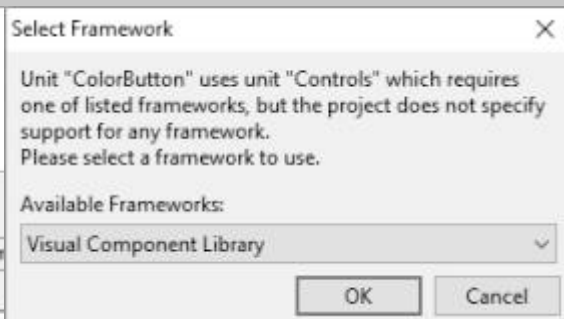 Select Framework
Unit "ColorButton" uses unit "Controls" which requires
one of listed frameworks, but the project does not specify
support for any framework.
Please select a framework to use.
Available Frameworks:
Visual Component Library
OK
Cancel